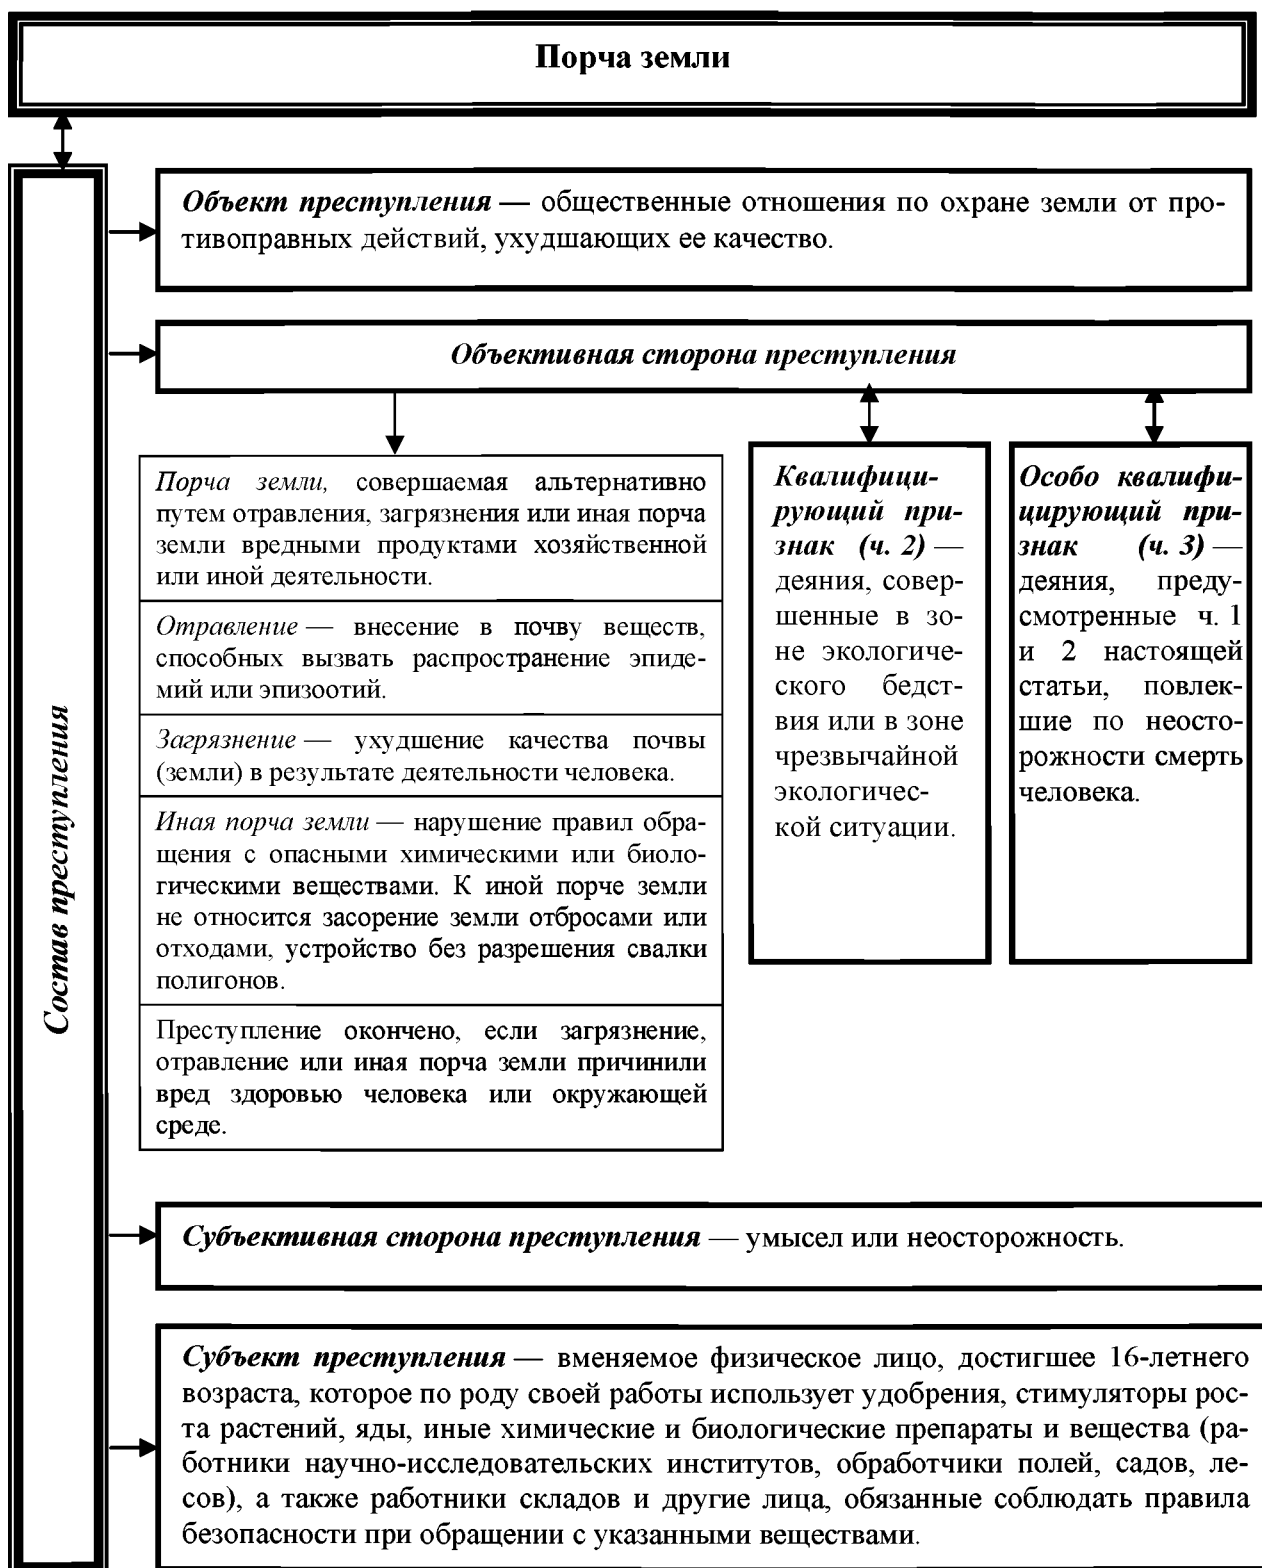 Порча земли
Состав преступления
Объект преступления — общественные отношения по охране земли от про-
тивоправных действий, ухудшающих ее качество.
Объективная сторона преступления
Порча земли, совершаемая альтернативно
путем отравления, загрязнения или иная порча
земли вредными продуктами хозяйственной
или иной деятельности.
Отравление — внесение в почву веществ,
способных вызвать распространение эпиде-
мий или эпизоотий.
Загрязнение — ухудшение качества почвы
(земли) в результате деятельности человека.
Иная порча земли — нарушение правил обра-
щения с опасными химическими или биоло-
гическими веществами. К иной порче земли
не относится засорение земли отбросами или
отходами, устройство без разрешения свалки
полигонов.
Преступление окончено, если загрязнение,
отравление или иная порча земли причинили
вред здоровью человека или окружающей
среде.
Квалифици-
рующий при-
знак (ч. 2) —
деяния, совер-
шенные в зо-
не экологиче-
ского бедст-
вия или в зоне
чрезвычайной
экологичес-
кой ситуации.
Особо квалифи-
цирующий при-
знак (ч. 3) —
деяния, преду-
смотренные ч. 1
и 2 настоящей
статьи, повлек-
шие по неосто-
рожности смерть
человека.
Субъективная сторона преступления — умысел или неосторожность.
Субъект преступления — вменяемое физическое лицо, достигшее 16-летнего
возраста, которое по роду своей работы использует удобрения, стимуляторы рос-
та растений, яды, иные химические и биологические препараты и вещества (ра-
ботники научно-исследовательских институтов, обработчики полей, садов, ле-
сов), а также работники складов и другие лица, обязанные соблюдать правила
безопасности при обращении с указанными веществами.